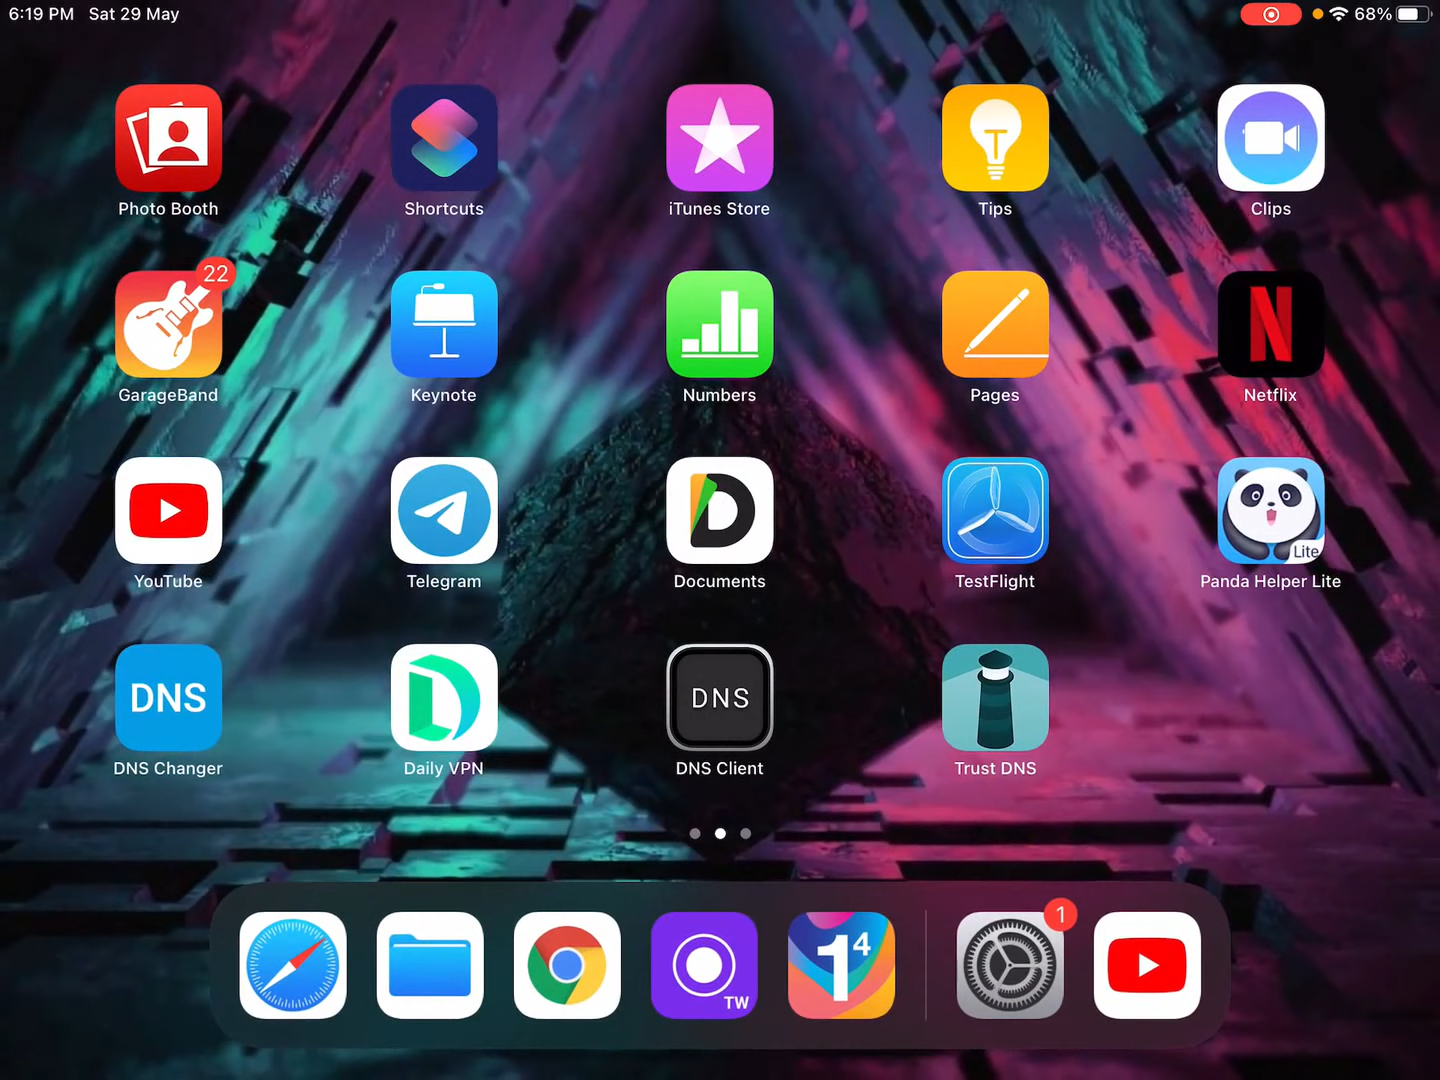 6:19 PM Sat 29 May
68%
Photo Booth
Shortcuts
iTunes Store
Tips
Clips
22
GarageBand
Keynote
Numbers
Pages
N
Netflix
YouTube
Telegram
D
Documents
TestFlight
Lite
Panda Helper Lite
DNS
DNS Changer
Daily VPN
DNS
DNS Client
Trust DNS
TW
1⁴
1